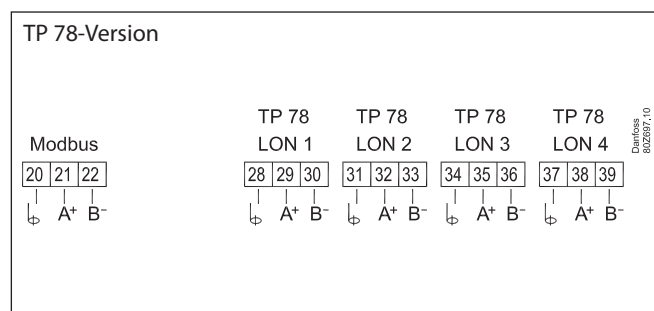 TP 78-Version
TP 78 TP 78 TP 78 TP 78
Modbus LON 1 LON 2 LON 3 LON 4
20 21 22 28 29 30 31 32 33 34 35 36 37 38 39
A+ B- A+ B- A+ B- A+ B- A+ B-
Danfoss
80Z697,10